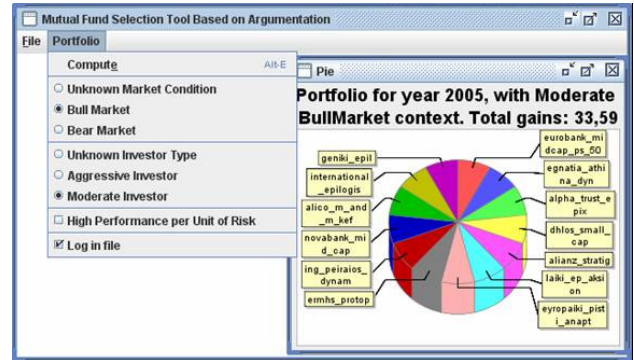 Mutual Fund Selection Tool Based on Argumentation
File Portfolio
Compute Alt-E
Unknown Market Condition
Bull Market
Bear Market
Unknown Investor Type
Aggressive Investor
Moderate Investor
High Performance per Unit of Risk
Log in file
Pie
Portfolio for year 2005, with Moderate
BullMarket context. Total gains: 33,59
geniki_epil
international
_epilogis
alico_m_and
_m_kef
novabank_mi
d_cap
ing_peiraios_
dynam
ermhs_protop
eurobank_mi
dcap_ps_50
egnatia_athi
na_dyn
alpha_trust_e
pix
dhlos_small_
cap
alianz_stratig
laiki_ep_aksi
on
eyropaiki_pist
i_anapt